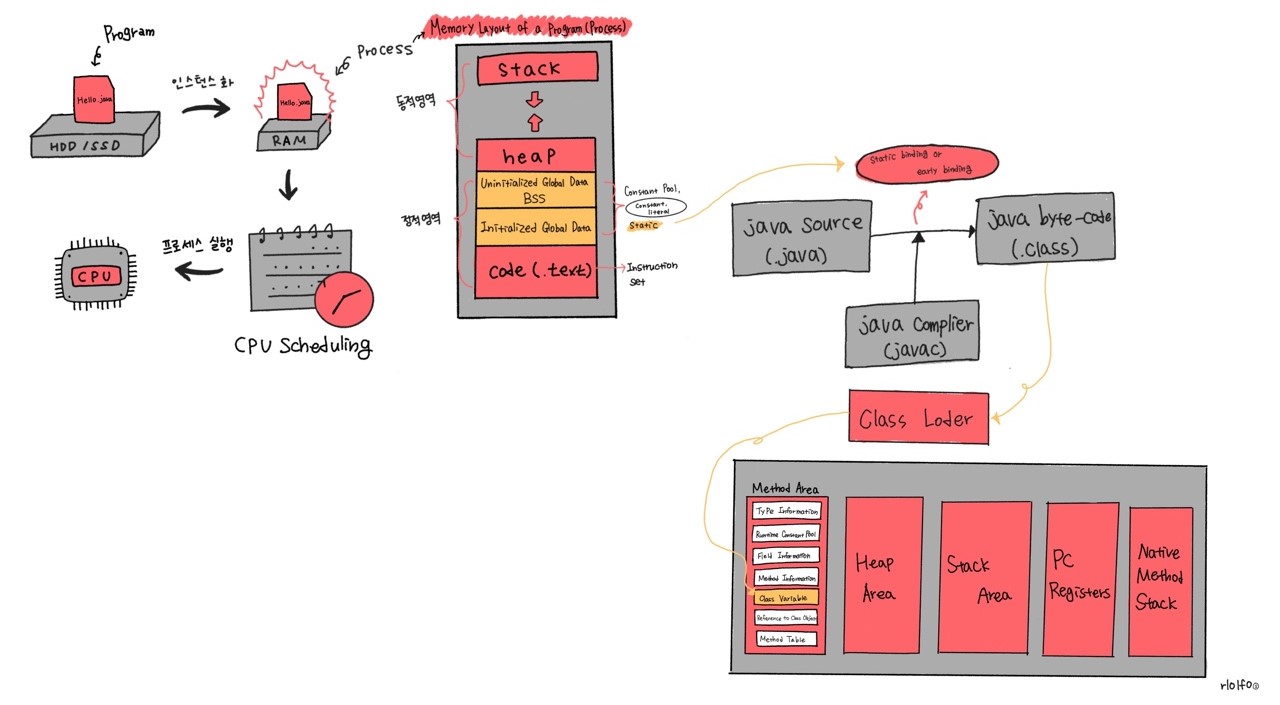 Program
Hello.java
HDD / SSD
인스턴스화
Hello.java
RAM
Process
프로세스 실행
CPU
CPU Scheduling
Memory Layout of a Program(Process)
동적영역
stack
heap
정적영역
Uninitialized Global Data
BSS
Initialized Global Data
code (.text)
Constant Pool,
Constant,
literal
static
Instruction
set
static binding or
early binding
java source
(.java)
java byte-code
(.class)
java Complier
(javac)
Class Loder
Method Area
Type Information
Runtime Constant Pool
Field Information
Method Information
Class Variable
Reference to Class Object
Method Table
Heap
Area
Stack
Area
PC
Registers
Native
Method
Stack